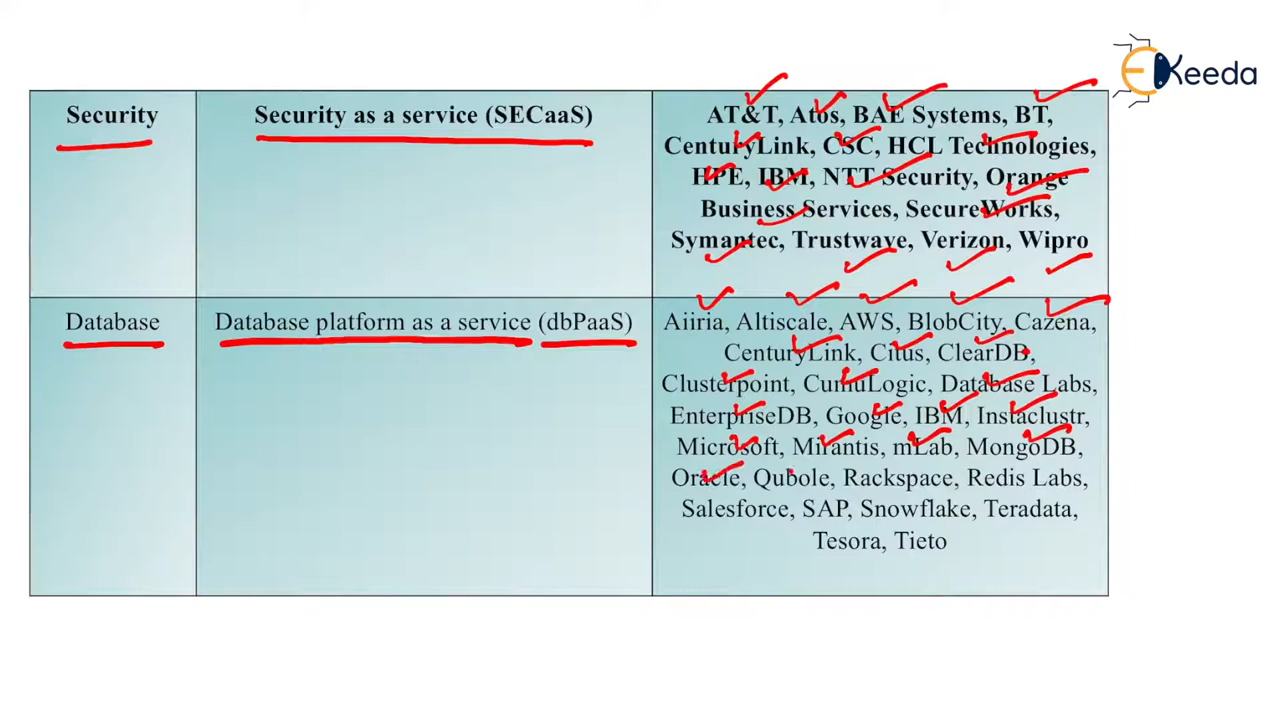 EKeeda
Security
Security as a service (SECaaS)
AT&T, Atos, BAE Systems, BT,
CenturyLink, CSC, HCL Technologies,
HPE, IBM, NTT Security, Orange
Business Services, SecureWorks,
Symantec, Trustwave, Verizon, Wipro
Database
Database platform as a service (dbPaaS)
Aiiria, Altiscale, AWS, BlobCity, Cazena,
CenturyLink, Citus, ClearDB,
Clusterpoint, CumuLogic, Database Labs,
EnterpriseDB, Google, IBM, Instaclustr,
Microsoft, Mirantis, mLab, MongoDB,
Oracle, Qubole, Rackspace, Redis Labs,
Salesforce, SAP, Snowflake, Teradata,
Tesora, Tieto